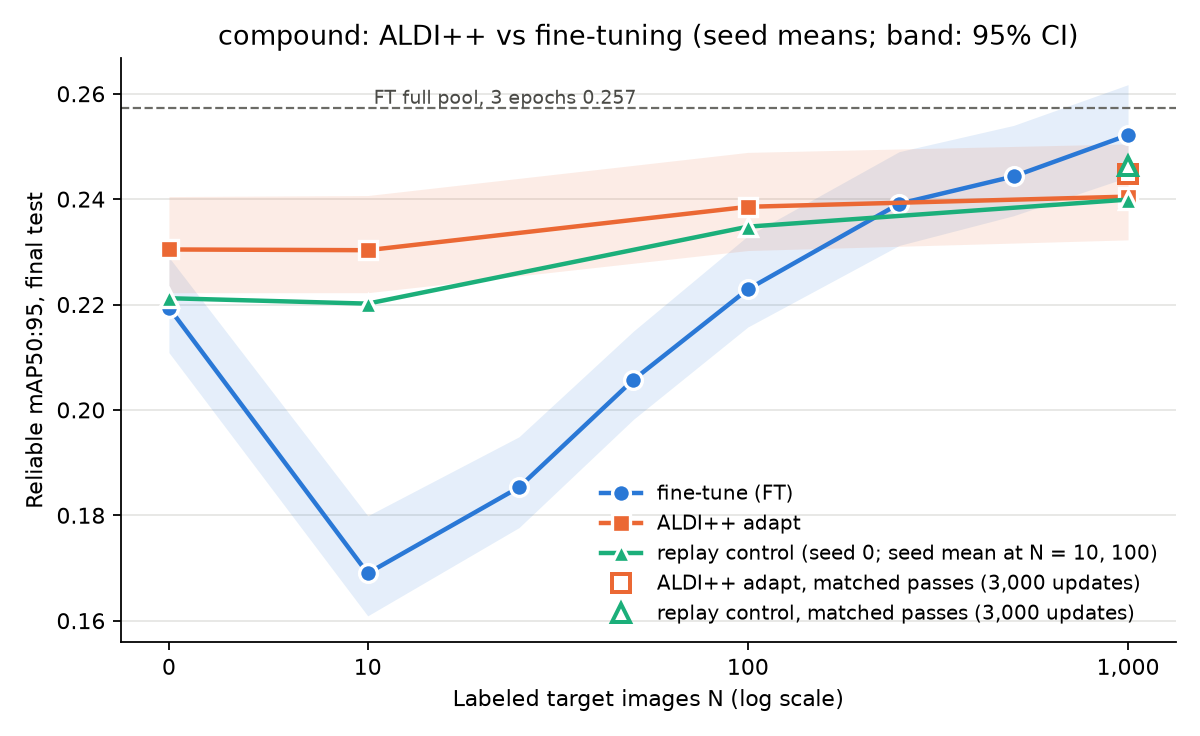 compound: ALDI++ vs fine-tuning (seed means; band: 95% CI)
0.26
FT full pool, 3 epochs 0.257
0.24
0.22
0.20
0.18
0.16
Reliable mAP50:95, final test
fine-tune (FT)
ALDI++ adapt
replay control (seed 0; seed mean at N = 10, 100)
ALDI++ adapt, matched passes (3,000 updates)
replay control, matched passes (3,000 updates)
0
10
100
1,000
Labeled target images N (log scale)